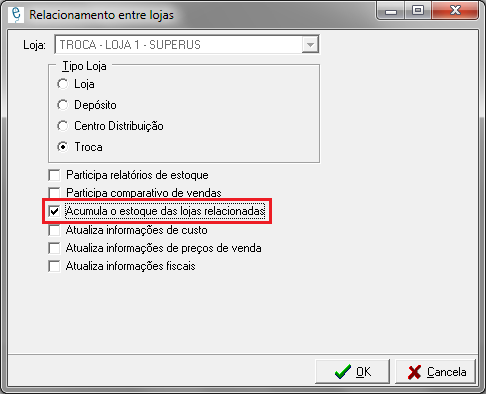 Relacionamento entre lojas
Loja: TROCA - LOJA 1 - SUPERUS
Tipo Loja
Loja
Depósito
Centro Distribuição
Troca
Participa relatórios de estoque
Participa comparativo de vendas
Acumula o estoque das lojas relacionadas
Atualiza informações de custo
Atualiza informações de preços de venda
Atualiza informações fiscais
OK Cancela